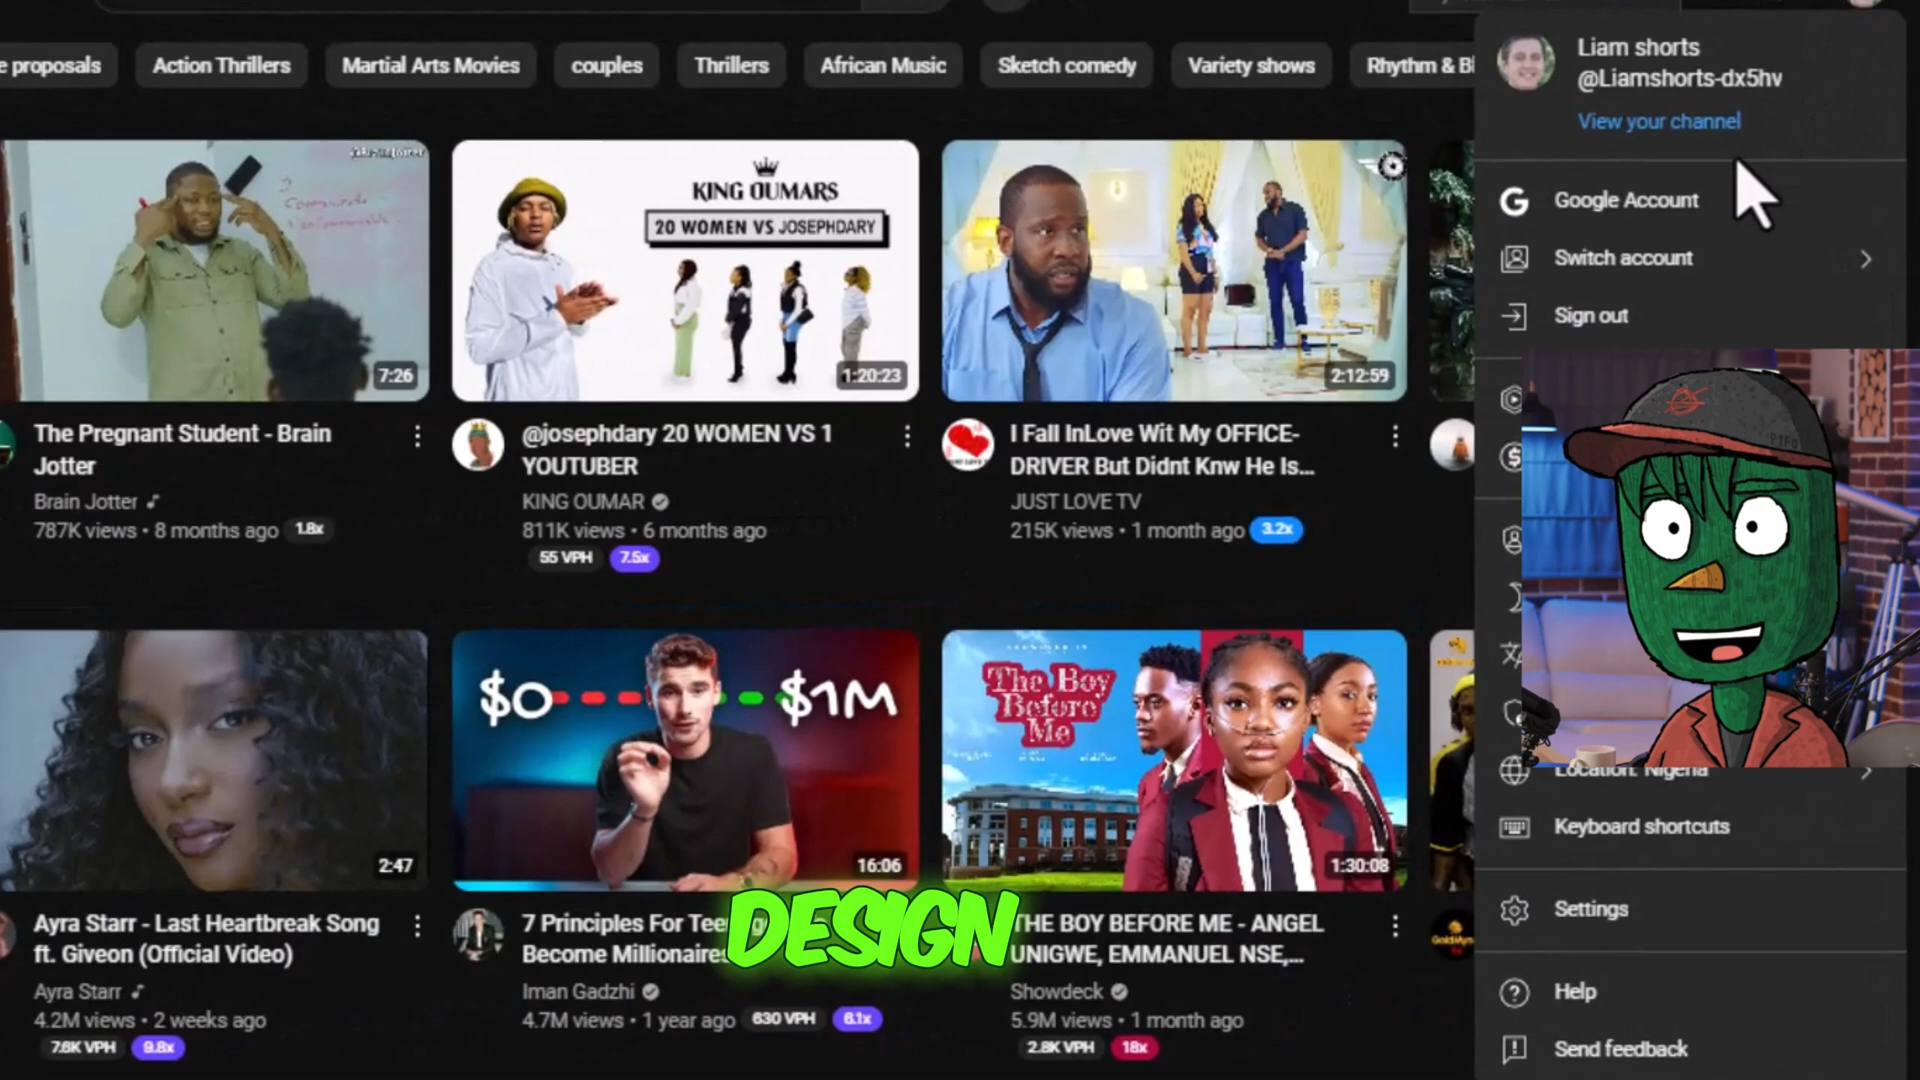 e proposals
Action Thrillers
Martial Arts Movies
couples
Thrillers
African Music
Sketch comedy
Variety shows
Rhythm & Bl
Liam shorts
@Liamshorts-dx5hv
View your channel
Google Account
Switch account
Sign out
7:26
KING OUMARS
20 WOMEN VS JOSEPHDARY
1:20:23
2:12:59
The Pregnant Student - Brain
Jotter
Brain Jotter
787K views • 8 months ago 1.8x
@josephdary 20 WOMEN VS 1
YOUTUBER
KING OUMAR
811K views • 6 months ago
55 VPH 7.5x
I Fall InLove Wit My OFFICE-
DRIVER But Didnt Knw He Is...
JUST LOVE TV
215K views • 1 month ago 3.2x
2:47
$0 $1M
16:06
The Boy
Before
Me
1:30:08
Location: Nigeria
Keyboard shortcuts
Settings
Help
Send feedback
Ayra Starr - Last Heartbreak Song
ft. Giveon (Official Video)
Ayra Starr
4.2M views • 2 weeks ago
7.6K VPH 9.8x
7 Principles For Tee
Become Millionaires
Iman Gadzhi
4.7M views • 1 year ago 630 VPH 6.1x
DESIGN
THE BOY BEFORE ME - ANGEL
UNIGWE, EMMANUEL NSE,...
Showdeck
5.9M views • 1 month ago
2.8K VPH 18x